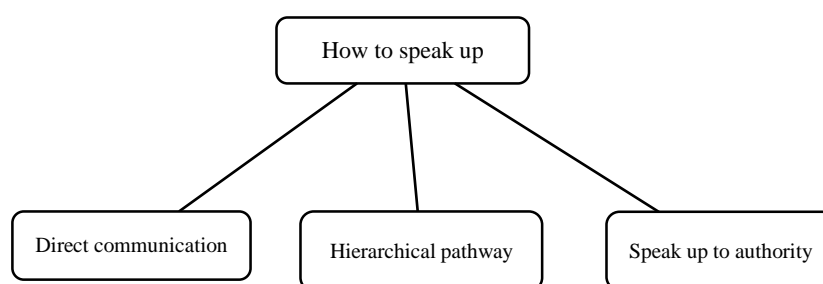 How to speak up
Direct communication
Hierarchical pathway
Speak up to authority